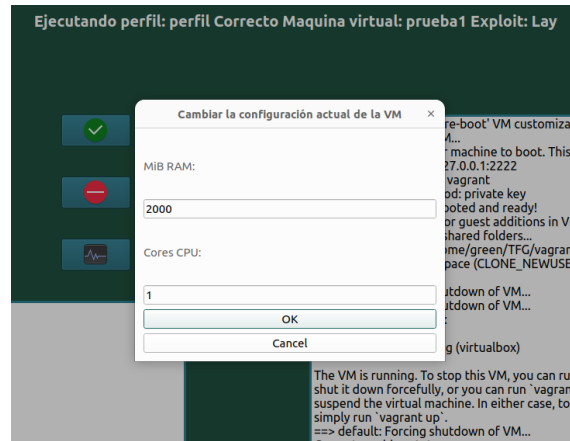 Ejecutando perfil: perfil Correcto Maquina virtual: prueba1 Exploit: Lay
Cambiar la configuración actual de la VM ×
MiB RAM:
2000
Cores CPU:
1
OK
Cancel
re-boot' VM customiza
M...
machine to boot. This
27.0.0.1:2222
vagrant
od: private key
ooted and ready!
or guest additions in V
shared folders...
ome/green/TFG/vagran
pace (CLONE_NEWUSE
utdown of VM...
utdown of VM...
:
g (virtualbox)
The VM is running. To stop this VM, you can ru
shut it down forcefully, or you can run `vagran
suspend the virtual machine. In either case, to
simply run `vagrant up`.
==> default: Forcing shutdown of VM...